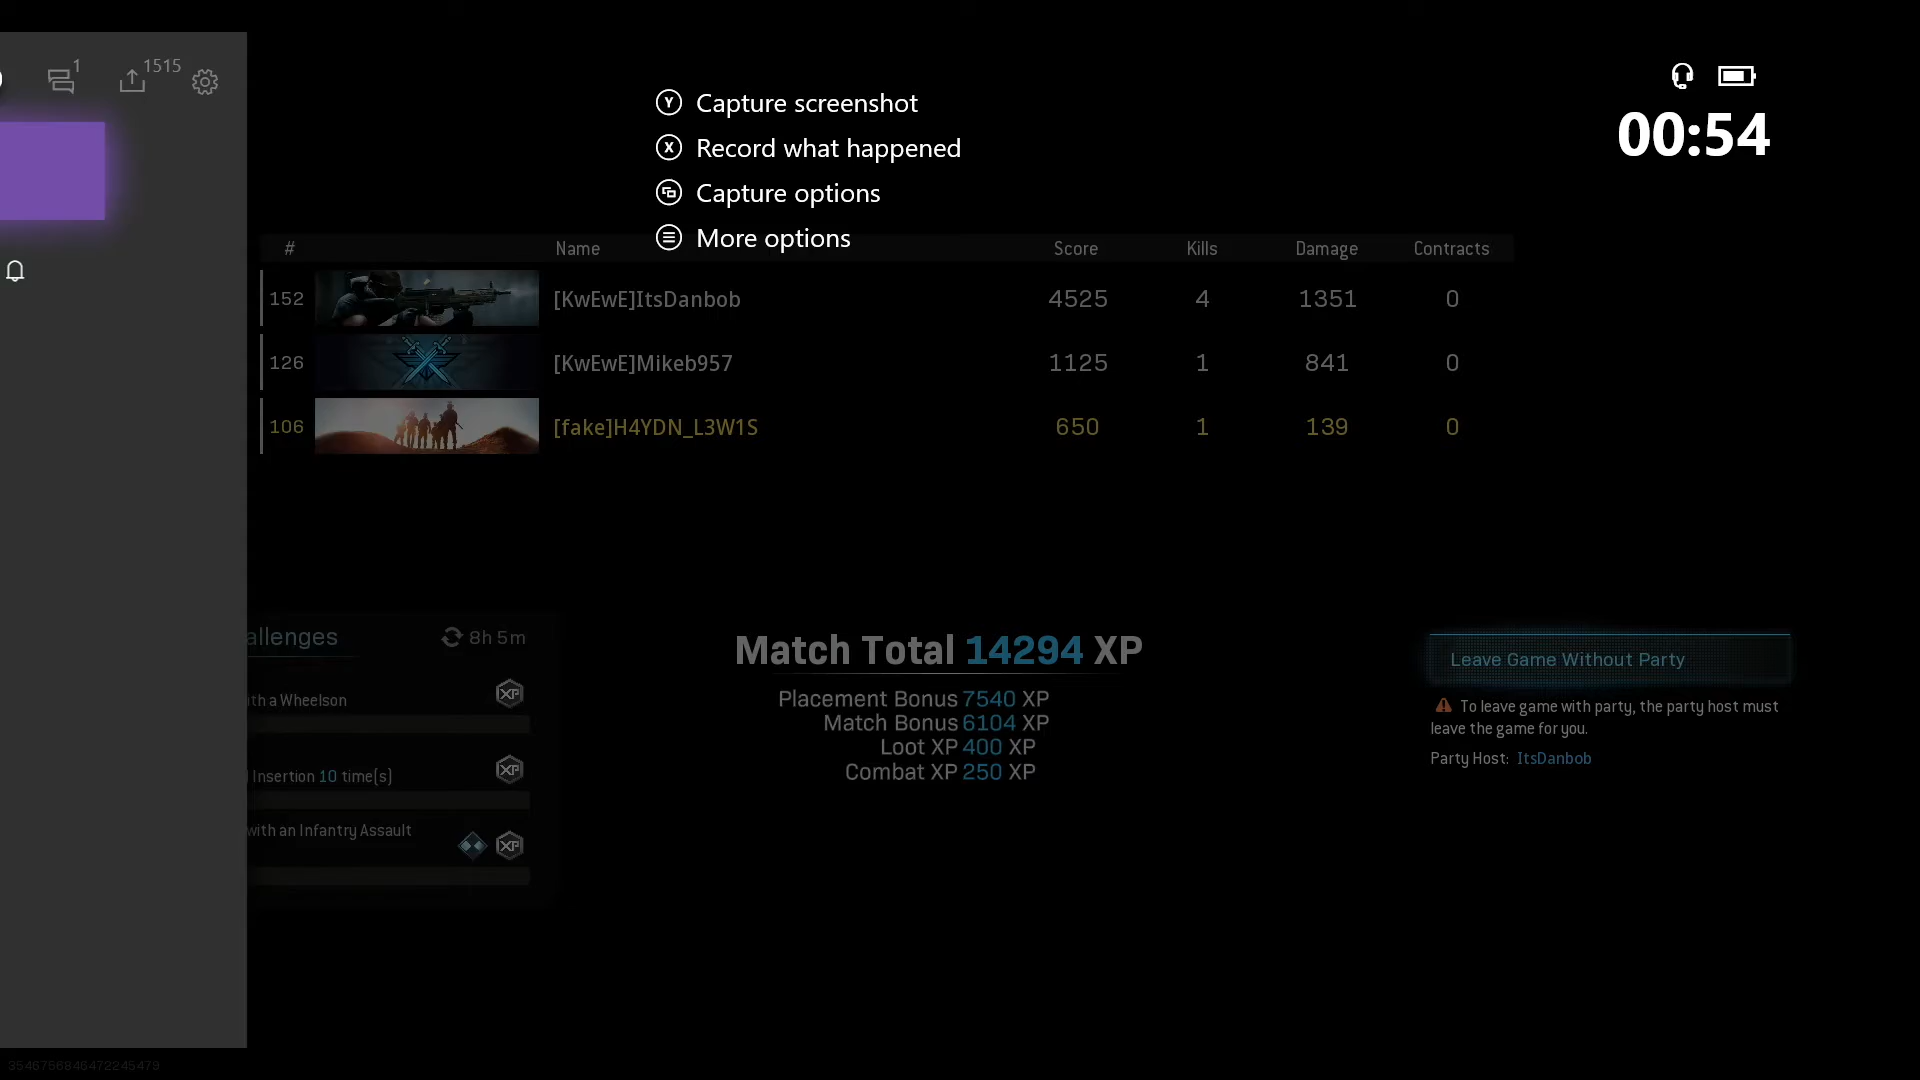 1
1515
Y Capture screenshot
X Record what happened
Capture options
More options
00:54
# Name Score Kills Damage Contracts
152 [KwEwE]ItsDanbob 4525 4 1351 0
126 [KwEwE]Mikeb957 1125 1 841 0
106 [fake]H4YDN_L3W1S 650 1 139 0
allenges 8h 5m
ith a Wheelson
XP
Insertion 10 time(s)
XP
with an Infantry Assault
XP
Match Total 14294 XP
Placement Bonus 7540 XP
Match Bonus 6104 XP
Loot XP 400 XP
Combat XP 250 XP
Leave Game Without Party
To leave game with party, the party host must
leave the game for you.
Party Host: ItsDanbob